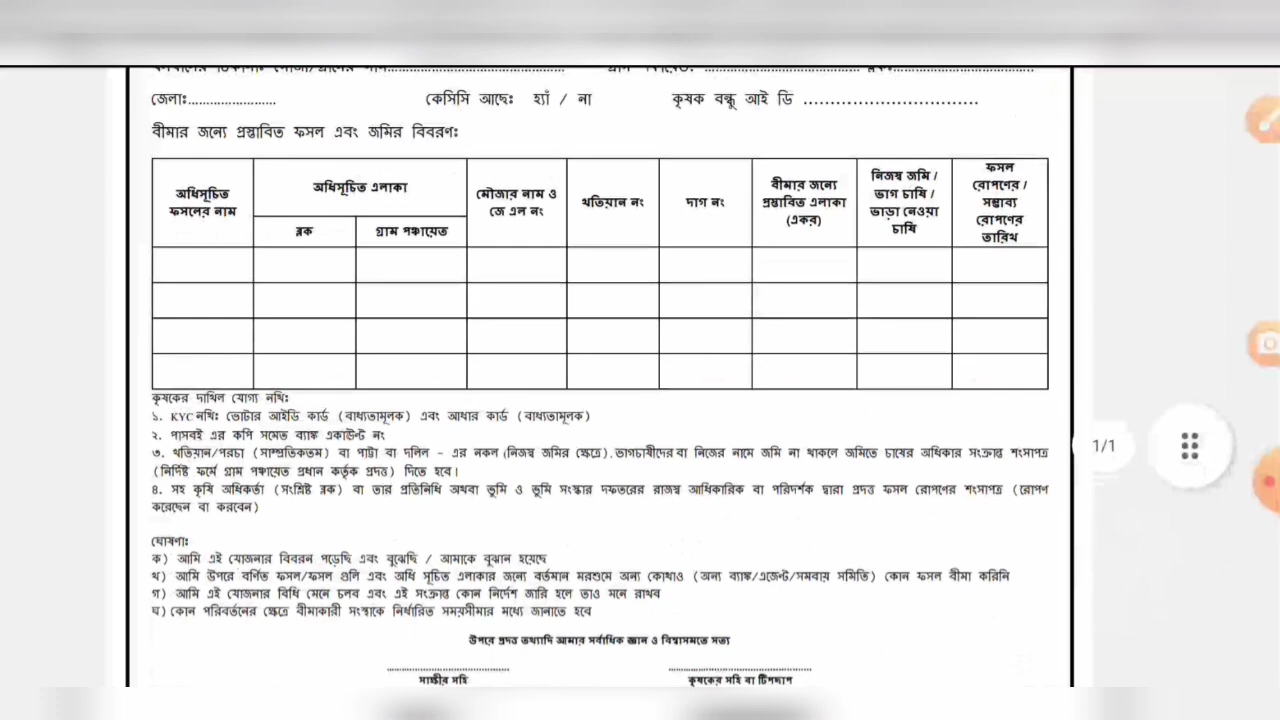 জেলাঃ........................ কেসিসি আছেঃ হ্যাঁ / না কৃষক বন্ধু আই ডি ................................
বীমার জন্যে প্রস্তাবিত ফসল এবং জমির বিবরণঃ
অধিসূচিত ফসলের নাম
অধিসূচিত এলাকা
ব্লক
গ্রাম পঞ্চায়েত
মৌজার নাম ও
জে এল নং
খতিয়ান নং
দাগ নং
বীমার জন্যে
প্রস্তাবিত এলাকা
(একর)
নিজস্ব জমি /
ভাগ চাষি /
ভাড়া নেওয়া
চাষি
ফসল
রোপণের /
সম্ভাব্য
রোপণের
তারিখ
কৃষকের দাখিল যোগ্য নথিঃ
১. KYC নথিঃ ভোটার আইডি কার্ড (বাধ্যতামূলক) এবং আধার কার্ড (বাধ্যতামূলক)
২. পাসবই এর কপি সমেত ব্যাঙ্ক একাউন্ট নং
৩. খতিয়ান/পরচা (সাম্প্রতিকতম) বা পাট্টা বা দলিল - এর নকল (নিজস্ব জমির ক্ষেত্রে). ভাগচাষীদের বা নিজের নামে জমি না থাকলে জমিতে চাষের অধিকার সংক্রান্ত শংসাপত্র
(নির্দিষ্ট ফর্মে গ্রাম পঞ্চায়েত প্রধান কর্তৃক প্রদত্ত) দিতে হবে।
৪. সহ কৃষি অধিকর্তা (সংশ্লিষ্ট ব্লক) বা তার প্রতিনিধি অথবা ভূমি ও ভূমি সংস্কার দফতরের রাজস্ব আধিকারিক বা পরিদর্শক দ্বারা প্রদত্ত ফসল রোপণের শংসাপত্র (রোপণ
করেছেন বা করবেন)
ঘোষণাঃ
ক) আমি এই যোজনার বিবরন পড়েছি এবং বুঝেছি / আমাকে বুঝান হয়েছে
খ) আমি উপরে বর্ণিত ফসল/ফসল গুলি এবং অধি সূচিত এলাকার জন্যে বর্তমান মরশুমে অন্য কোথাও (অন্য ব্যাঙ্ক/এজেন্ট/সমবায় সমিতি) কোন ফসল বীমা করিনি
গ) আমি এই যোজনার বিধি মেনে চলব এবং এই সংক্রান্ত কোন নির্দেশ জারি হলে তাও মনে রাখব
ঘ) কোন পরিবর্তনের ক্ষেত্রে বীমাকারী সংস্থাকে নির্ধারিত সময়সীমার মধ্যে জানাতে হবে
উপরে প্রদত্ত তথ্যাদি আমার সর্বাধিক জ্ঞান ও বিশ্বাসমতে সত্য
সাক্ষীর সহি
কৃষকের সহি বা টিপছাপ
1/1